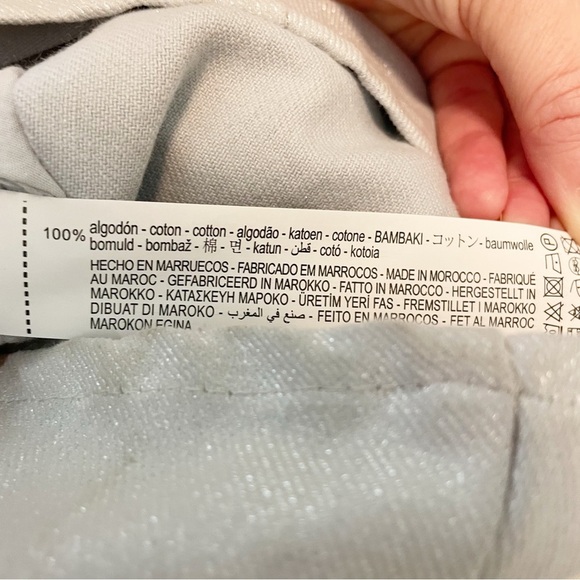 100% algodón - coton - cotton - algodão - katoen - cotone - BAMBAKI - コットン - baumwolle
bomuld - bombaž - 棉 - 면 - katun - قطن - cotó - kotoia
HECHO EN MARRUECOS - FABRICADO EM MARROCOS - MADE IN MOROCCO - FABRIQUÉ
AU MAROC - GEFABRICEERD IN MAROKKO - FATTO IN MAROCCO - HERGESTELLT IN
MAROKKO - ΚΑΤΑΣΚΕΥΗ ΜΑΡΟΚΟ - ÜRETİM YERİ FAS - FREMSTILLET I MAROKKO
DIBUAT DI MAROKO - صنع في المغرب - FEITO EN MARROCOS - FET AL MARROC
MAROKON EGINA